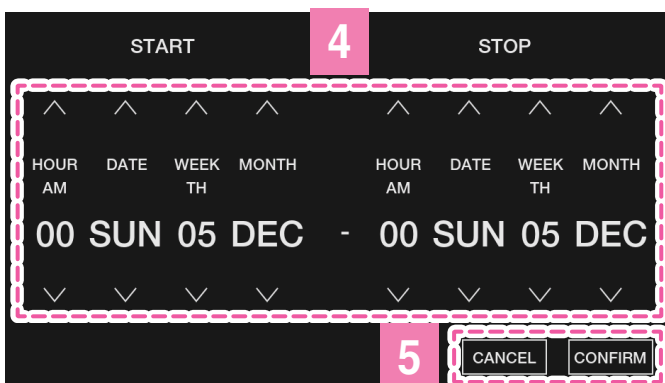 START 4 STOP
HOUR DATE WEEK MONTH HOUR DATE WEEK MONTH
AM TH AM TH
00 SUN 05 DEC - 00 SUN 05 DEC
5 CANCEL CONFIRM